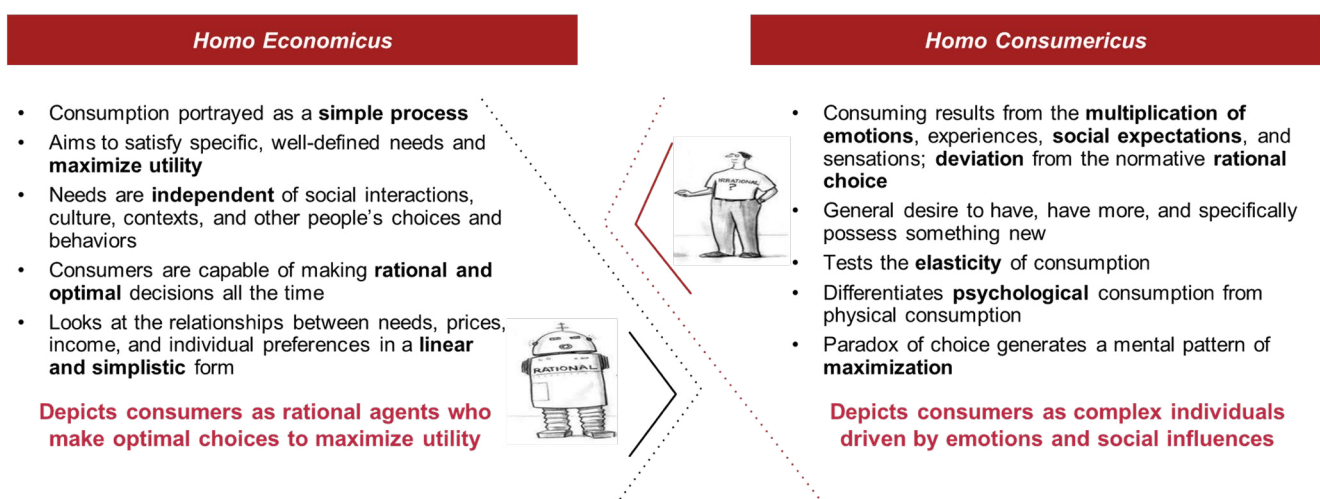 Homo Economicus
• Consumption portrayed as a simple process
• Aims to satisfy specific, well-defined needs and
maximize utility
• Needs are independent of social interactions,
culture, contexts, and other people's choices and
behaviors
• Consumers are capable of making rational and
optimal decisions all the time
• Looks at the relationships between needs, prices,
income, and individual preferences in a linear
and simplistic form
RATIONAL
Depicts consumers as rational agents who
make optimal choices to maximize utility
Homo Consumericus
IRRATIONAL
?
• Consuming results from the multiplication of
emotions, experiences, social expectations, and
sensations; deviation from the normative rational
choice
• General desire to have, have more, and specifically
possess something new
• Tests the elasticity of consumption
• Differentiates psychological consumption from
physical consumption
• Paradox of choice generates a mental pattern of
maximization
Depicts consumers as complex individuals
driven by emotions and social influences